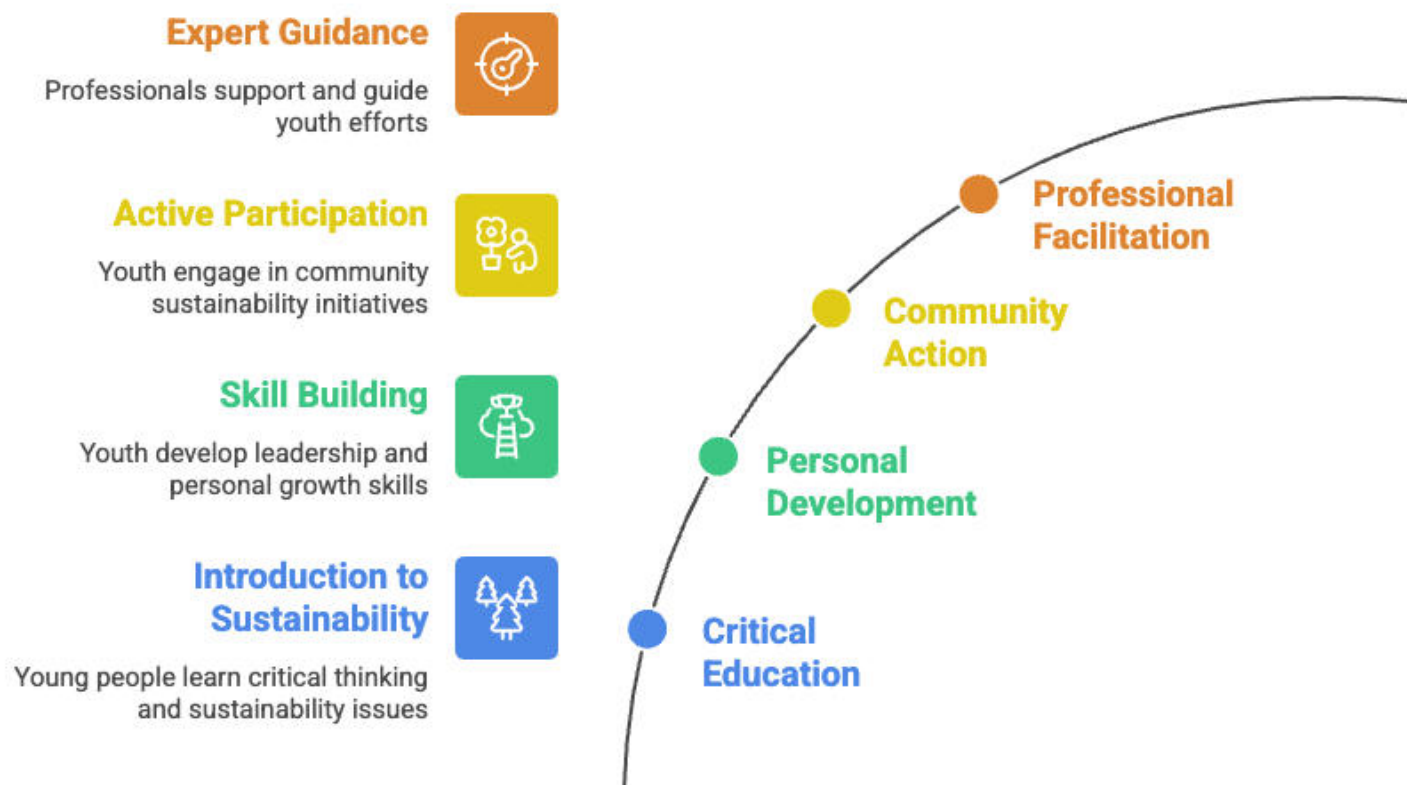 Expert Guidance
Professionals support and guide
youth efforts
Professional
Facilitation
Active Participation
Youth engage in community
sustainability initiatives
Community
Action
Skill Building
Youth develop leadership and
personal growth skills
Personal
Development
Introduction to
Sustainability
Young people learn critical thinking
and sustainability issues
Critical
Education